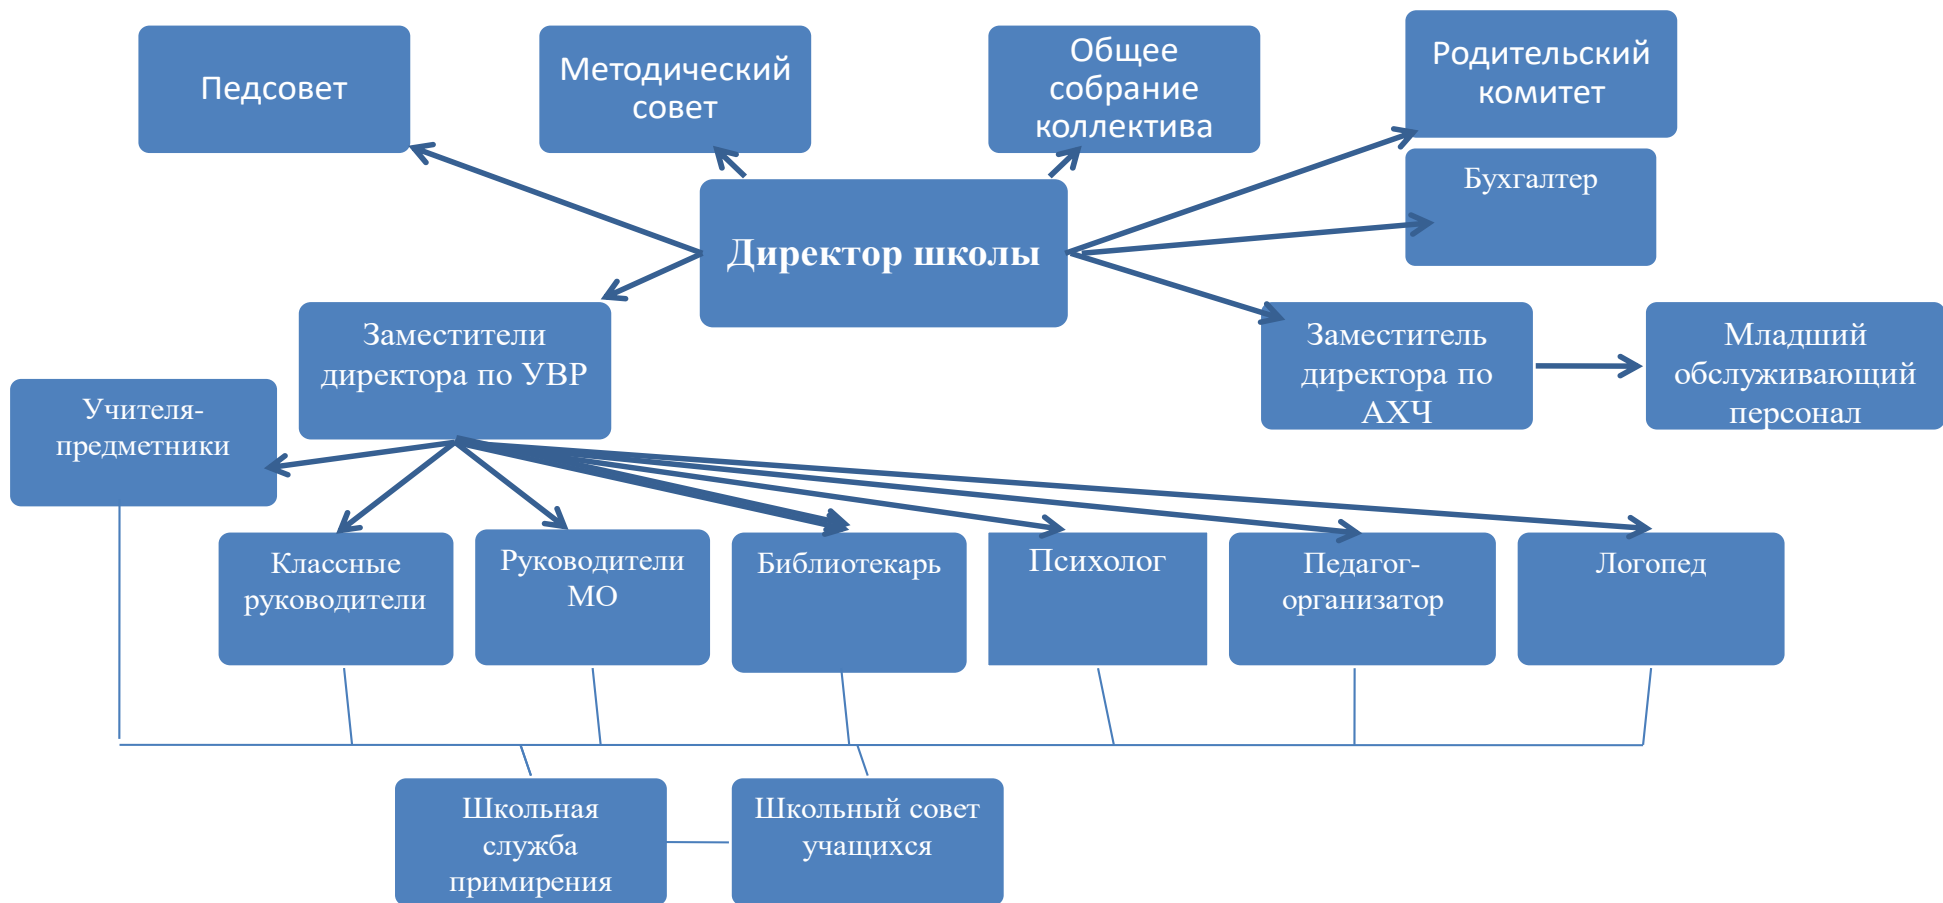 Педсовет
Методический
совет
Общее
собрание
коллектива
Родительский
комитет
Бухгалтер
Директор школы
Заместители
директора по УВР
Заместитель
директора по
АХЧ
Младший
обслуживающий
персонал
Учителя-
предметники
Классные
руководители
Руководители
МО
Библиотекарь
Психолог
Педагог-
организатор
Логопед
Школьная
служба
примирения
Школьный совет
учащихся